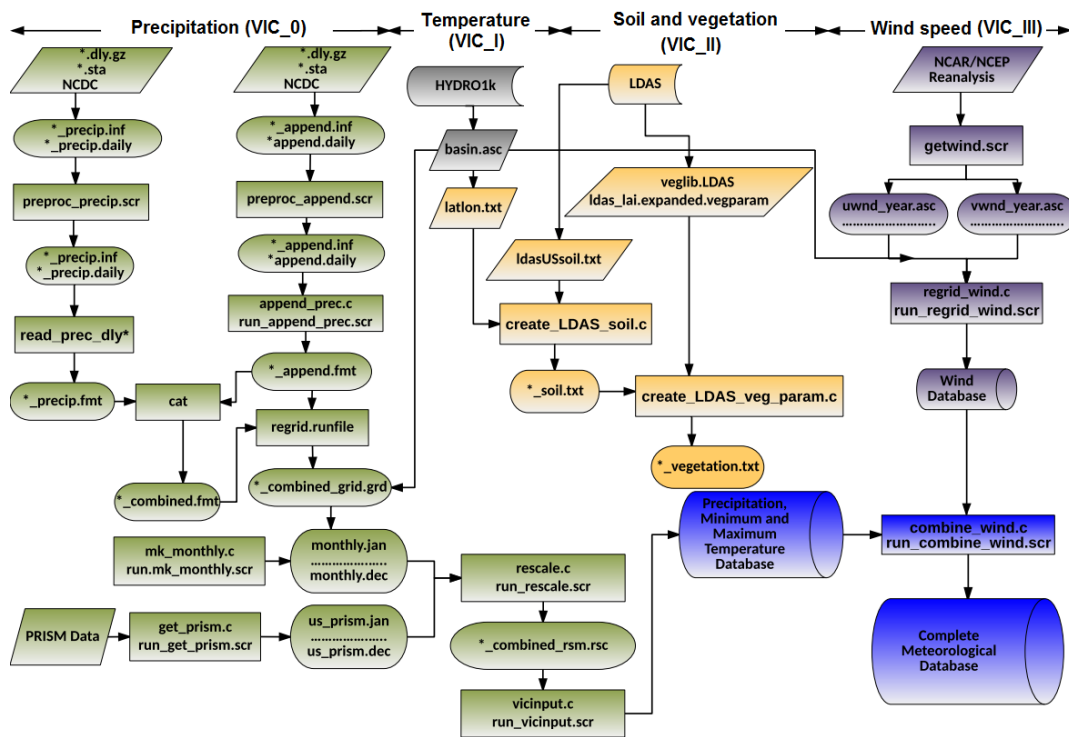 Precipitation (VIC_0)
Temperature
(VIC_I)
Soil and vegetation
(VIC_II)
Wind speed (VIC_III)
*.dly.gz
*.sta
NCDC
*_precip.inf
*_precip.daily
preproc_precip.scr
*_precip.inf
*_precip.daily
read_prec_dly*
*_precip.fmt
cat
*_combined.fmt
*.dly.gz
*.sta
NCDC
*_append.inf
*append.daily
preproc_append.scr
*_append.inf
*append.daily
append_prec.c
run_append_prec.scr
*_append.fmt
regrid.runfile
*_combined_grid.grd
mk_monthly.c
run.mk_monthly.scr
monthly.jan
.....................
monthly.dec
PRISM Data
get_prism.c
run_get_prism.scr
us_prism.jan
.....................
us_prism.dec
rescale.c
run_rescale.scr
*_combined_rsm.rsc
vicinput.c
run_vicinput.scr
HYDRO1k
basin.asc
latlon.txt
LDAS
veglib.LDAS
ldas_lai.expanded.vegparam
ldasUSsoil.txt
create_LDAS_soil.c
*_soil.txt
create_LDAS_veg_param.c
*_vegetation.txt
Precipitation,
Minimum and
Maximum
Temperature
Database
NCAR/NCEP
Reanalysis
getwind.scr
uwnd_year.asc
..............................
vwnd_year.asc
..............................
regrid_wind.c
run_regrid_wind.scr
Wind
Database
combine_wind.c
run_combine_wind.scr
Complete
Meteorological
Database